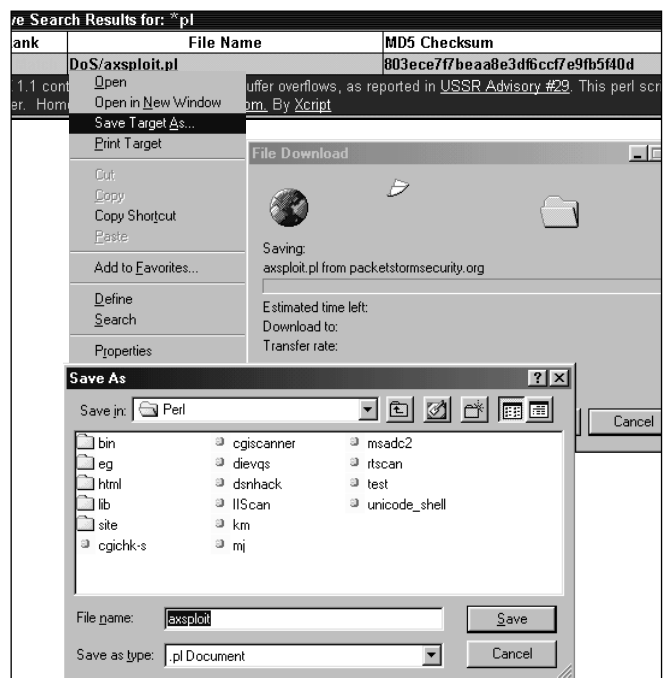 ve Search Results for: *pl
ank File Name MD5 Checksum
DoS/axsploit.pl 803ece7f7beaa8e3df6ccf7e9fb5f40d
1.1 cont uffer overflows, as reported in USSR Advisory #29. This perl scri
er. Hom om. By Xcript
Open
Open in New Window
Save Target As...
Print Target
Cut
Copy
Copy Shortcut
Paste
Add to Favorites...
Define
Search
Properties
File Download
Saving:
axsploit.pl from packetstormsecurity.org
Estimated time left:
Download to:
Transfer rate:
Cancel
Save As
Save in: Perl
bin cgiscanner msadc2
eg dievqs rtscan
html dsnhack test
lib IIScan unicode_shell
site km
cgichk-s mj
File name: axsploit Save
Save as type: .pl Document Cancel